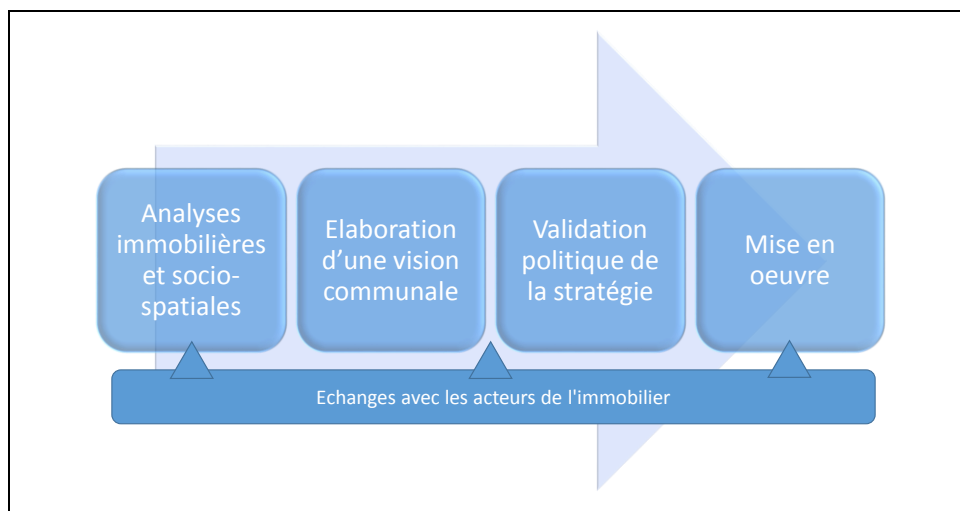 Analyses
immobilières
et socio-
spatiales
Elaboration
d'une vision
communale
Validation
politique de
la stratégie
Mise en
oeuvre
Echanges avec les acteurs de l'immobilier